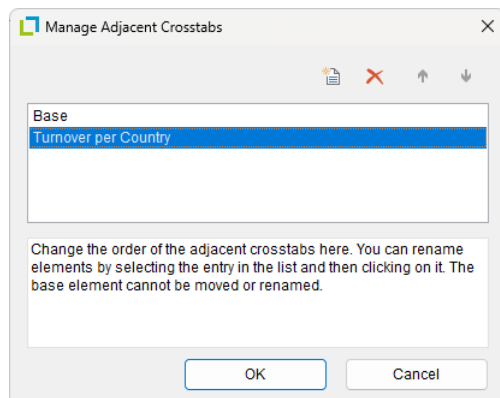 Manage Adjacent Crosstabs
Base
Turnover per Country
Change the order of the adjacent crosstabs here. You can rename
elements by selecting the entry in the list and then clicking on it. The
base element cannot be moved or renamed.
OK
Cancel